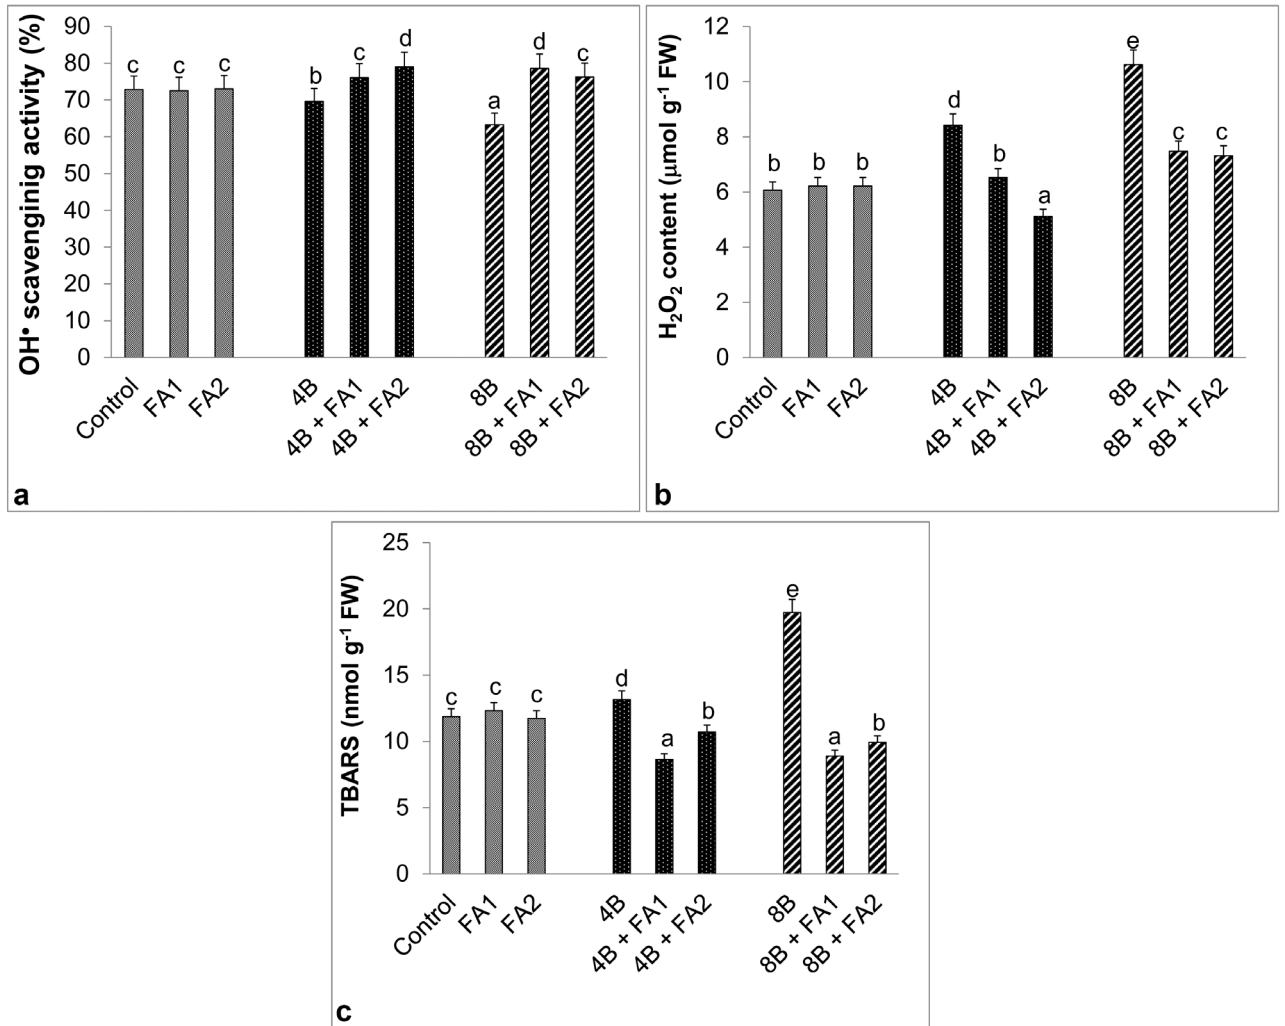 OH• scavenginig activity (%)
90
80
70
60
50
40
30
20
10
0
c
c
c
b
c
d
a
d
c
Control
FA1
FA2
4B
4B + FA1
4B + FA2
8B
8B + FA1
8B + FA2
a
H₂O₂ content (μmol g⁻¹ FW)
12
10
8
6
4
2
0
b
b
b
d
b
a
e
c
c
Control
FA1
FA2
4B
4B + FA1
4B + FA2
8B
8B + FA1
8B + FA2
b
TBARS (nmol g⁻¹ FW)
25
20
15
10
5
0
c
c
c
d
a
b
e
a
b
Control
FA1
FA2
4B
4B + FA1
4B + FA2
8B
8B + FA1
8B + FA2
c